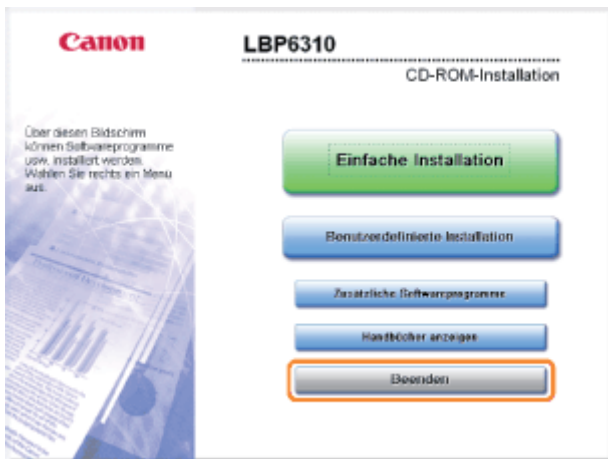 Canon
LBP6310
CD-ROM-Installation
Über diesen Bildschirm
können Softwareprogramme
usw. installiert werden.
Wählen Sie rechts ein Menü
aus.
Einfache Installation
Benutzerdefinierte Installation
Zusätzliche Softwareprogramme
Handbücher anzeigen
Beenden